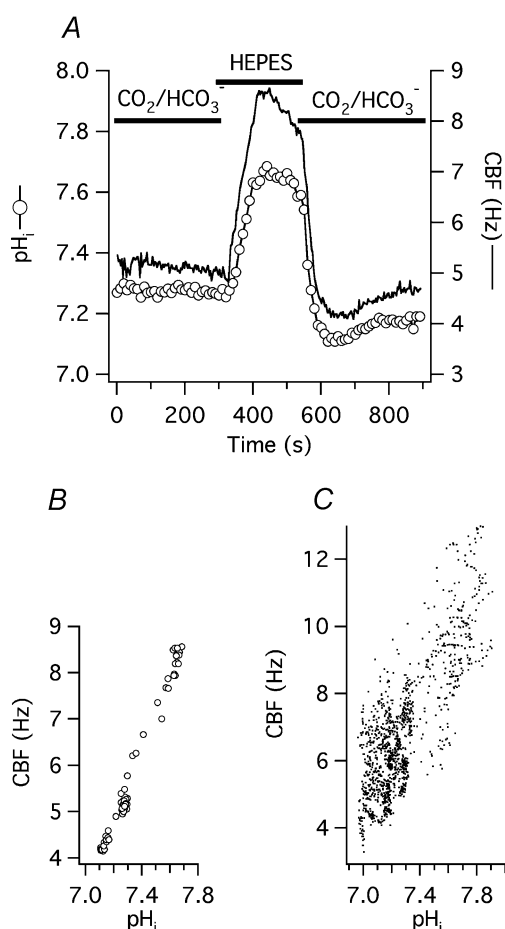 A
HEPES
CO2/HCO3-
CO2/HCO3-
8.0
7.8
7.6
7.4
7.2
7.0
pHi
9
8
7
6
5
4
3
CBF (Hz)
0 200 400 600 800
Time (s)
B
9
8
7
6
5
4
CBF (Hz)
7.0 7.4 7.8
pHi
C
12
10
8
6
4
CBF (Hz)
7.0 7.4 7.8
pHi